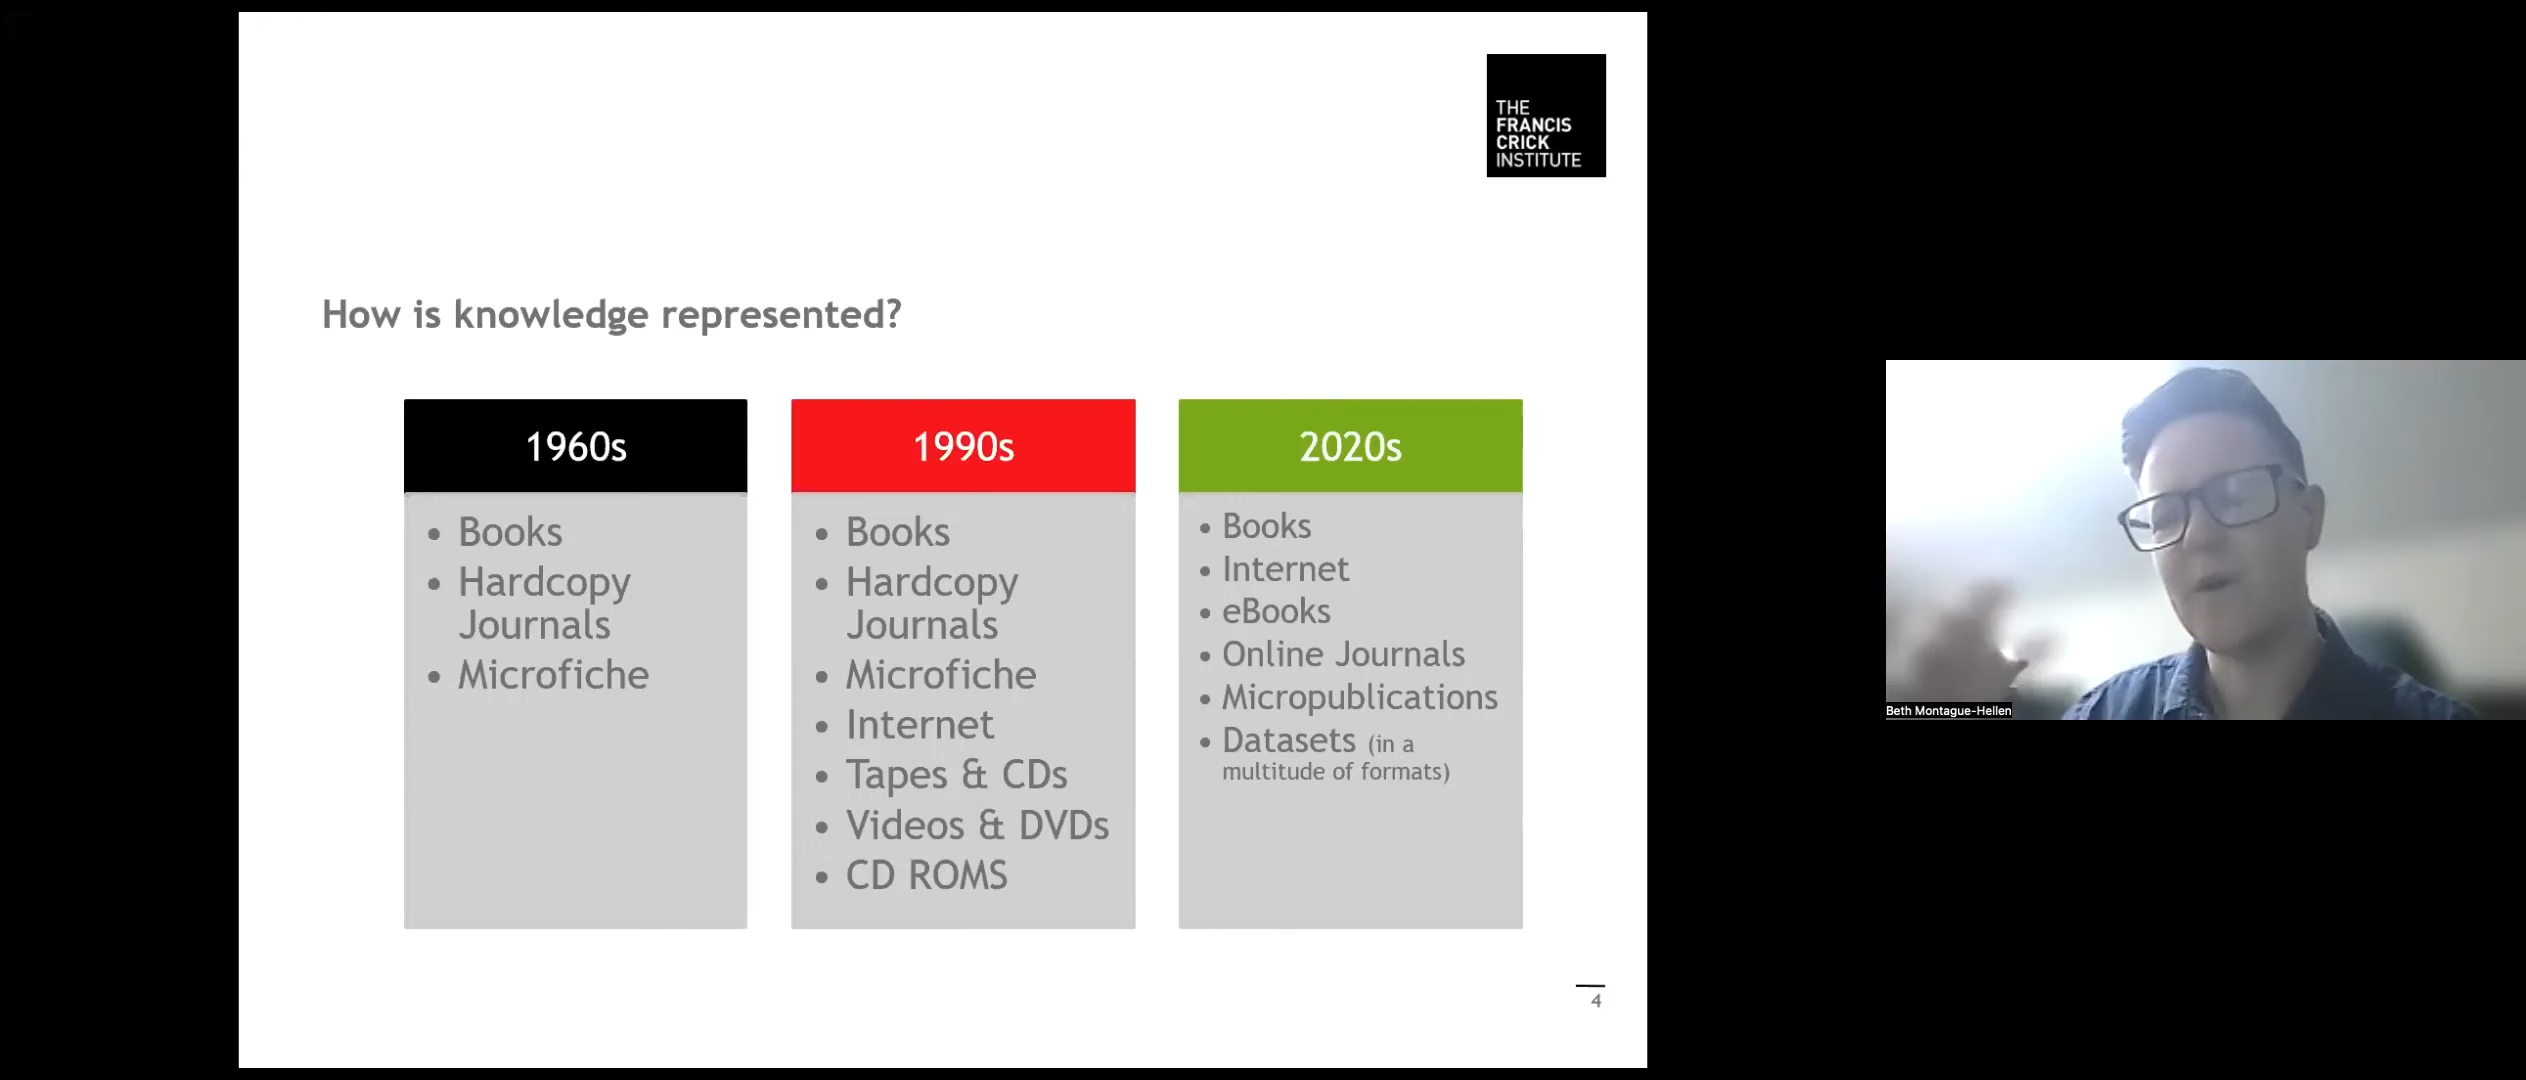 THE
FRANCIS
CRICK
INSTITUTE
How is knowledge represented?
1960s
• Books
• Hardcopy
Journals
• Microfiche
1990s
• Books
• Hardcopy
Journals
• Microfiche
• Internet
• Tapes & CDs
• Videos & DVDs
• CD ROMS
2020s
• Books
• Internet
• eBooks
• Online Journals
• Micropublications
• Datasets (in a
multitude of formats)
4
Beth Montague-Hellen